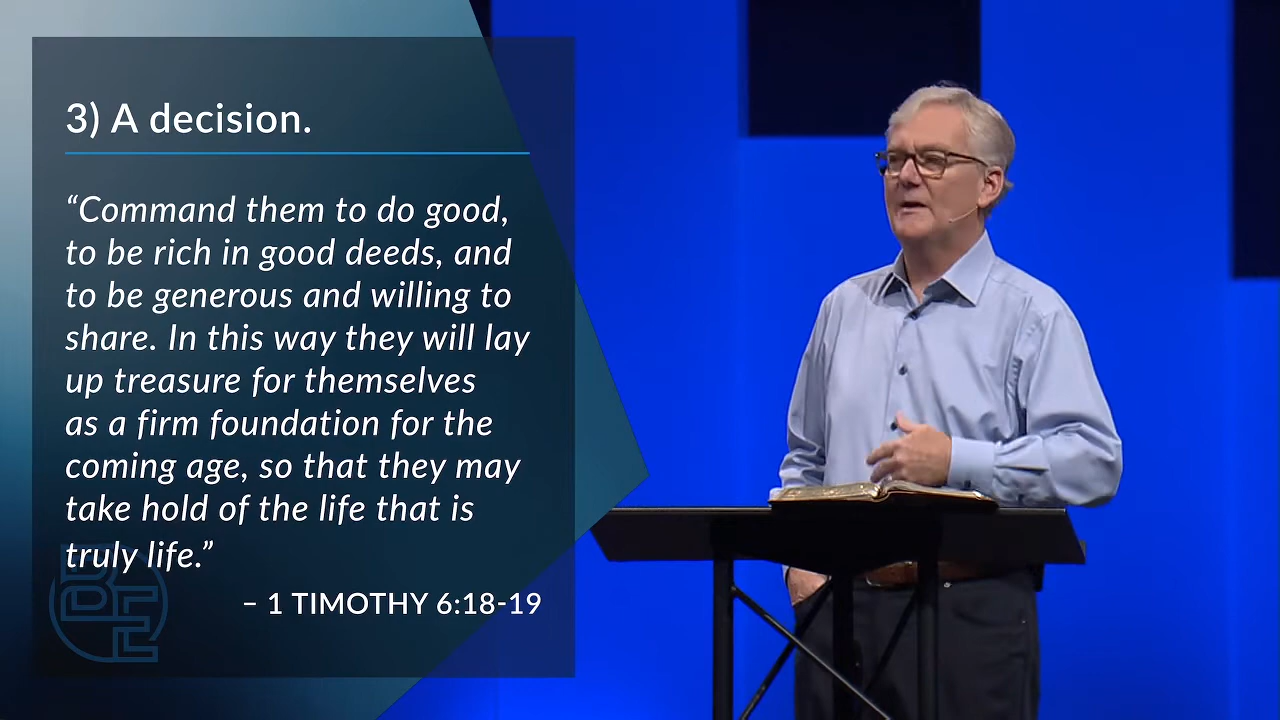 3) A decision.
“Command them to do good,
to be rich in good deeds, and
to be generous and willing to
share. In this way they will lay
up treasure for themselves
as a firm foundation for the
coming age, so that they may
take hold of the life that is
truly life.”
– 1 TIMOTHY 6:18-19